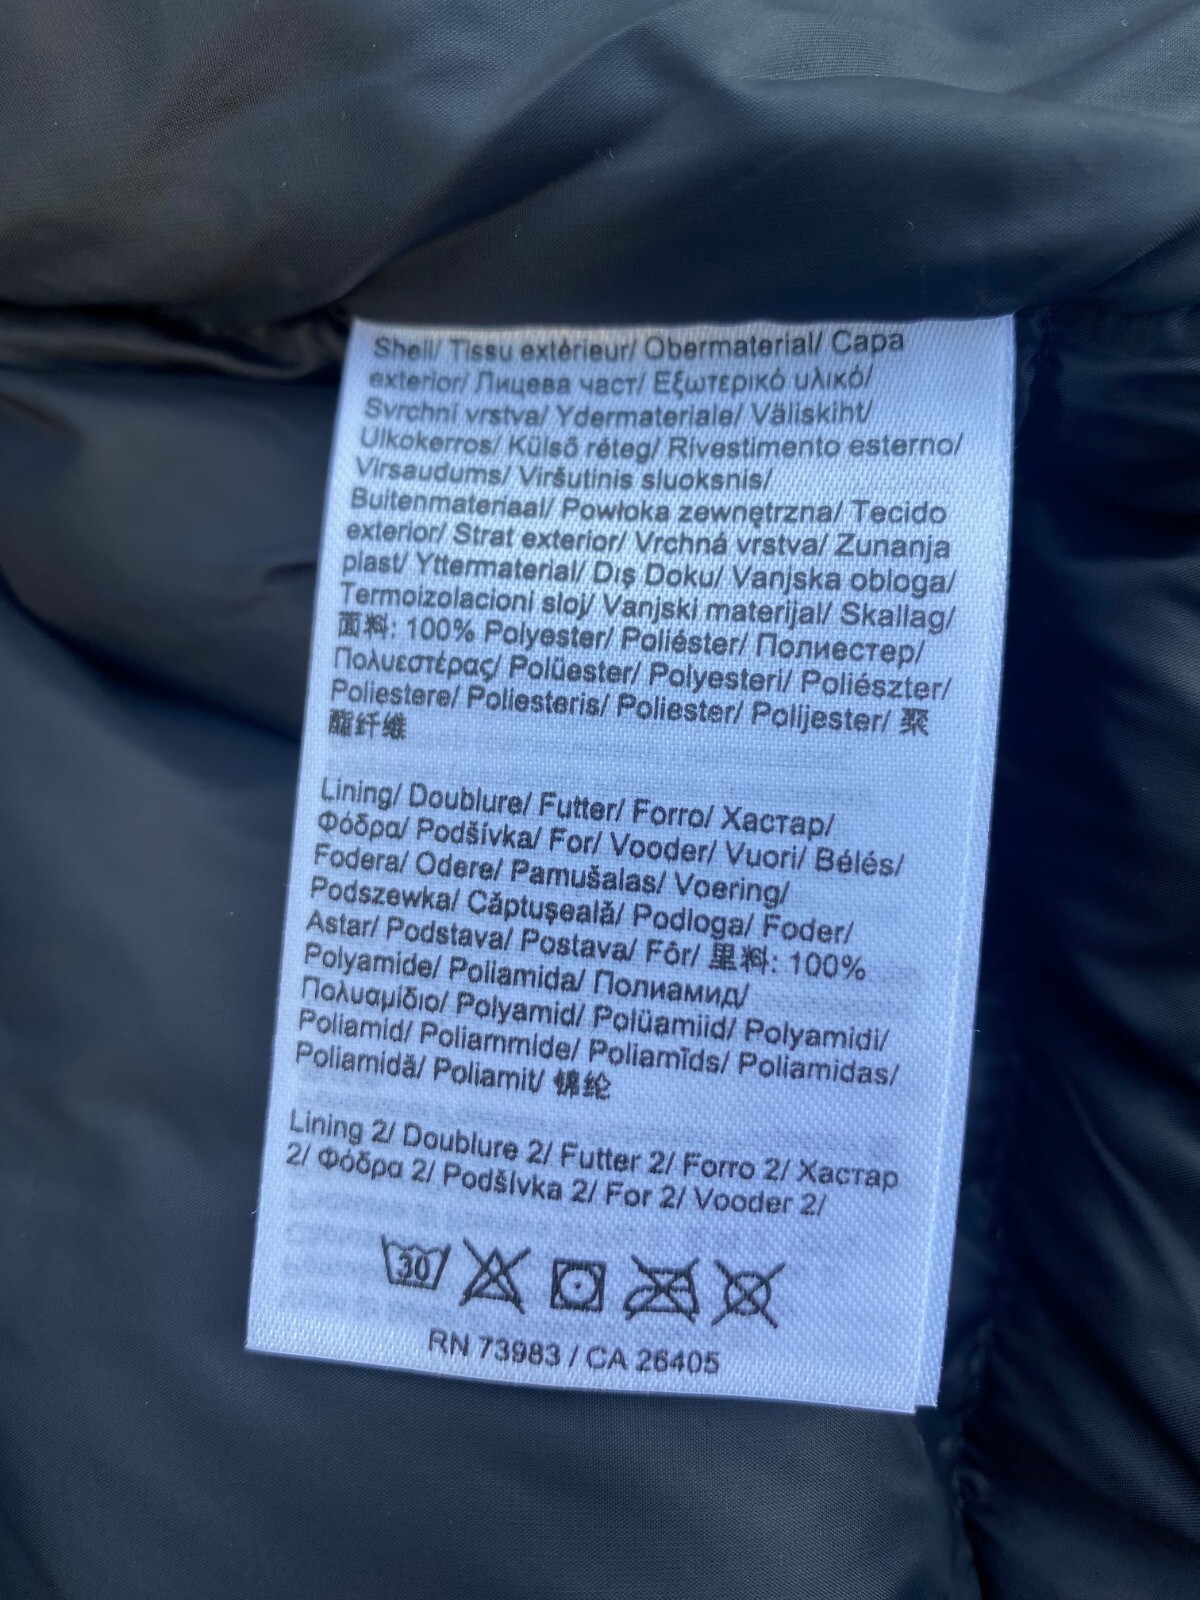 Shell/ Tissu extérieur/ Obermaterial/ Capa
exterior/ Лицева част/ Εξωτερικό υλικό/
Svrchní vrstva/ Ydermateriale/ Väliskiht/
Ulkokerros/ Külső réteg/ Rivestimento esterno/
Virsaudums/ Viršutinis sluoksnis/
Buitenmateriaal/ Powłoka zewnętrzna/ Tecido
exterior/ Strat exterior/ Vrchná vrstva/ Zunanja
plast/ Yttermaterial/ Dış Doku/ Vanjska obloga/
Termoizolacioni sloj/ Vanjski materijal/ Skallag/
面料: 100% Polyester/ Poliéster/ Полиестер/
Πολυεστέρας/ Polüester/ Polyesteri/ Poliészter/
Poliestere/ Poliesteris/ Poliester/ Polijester/ 聚
酯纤维
Lining/ Doublure/ Futter/ Forro/ Хастар/
Φόδρα/ Podšívka/ For/ Vooder/ Vuori/ Bélés/
Fodera/ Odere/ Pamušalas/ Voering/
Podszewka/ Căptușeală/ Podloga/ Foder/
Astar/ Podstava/ Postava/ Fôr/ 里料: 100%
Polyamide/ Poliamida/ Полиамид/
Πολυαμίδιο/ Polyamid/ Polüamiid/ Polyamidi/
Poliamid/ Poliammide/ Poliamīds/ Poliamidas/
Poliamidă/ Poliamit/ 锦纶
Lining 2/ Doublure 2/ Futter 2/ Forro 2/ Хастар
2/ Φόδρα 2/ Podšívka 2/ For 2/ Vooder 2/
30
RN 73983 / CA 26405